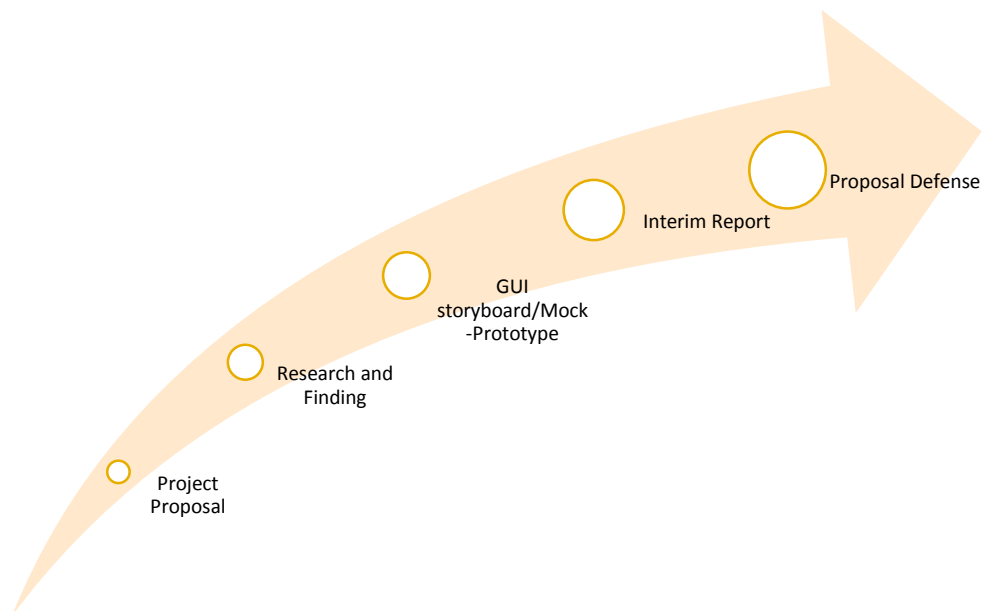 Project
Proposal
Research and
Finding
GUI
storyboard/Mock
-Prototype
Interim Report
Proposal Defense